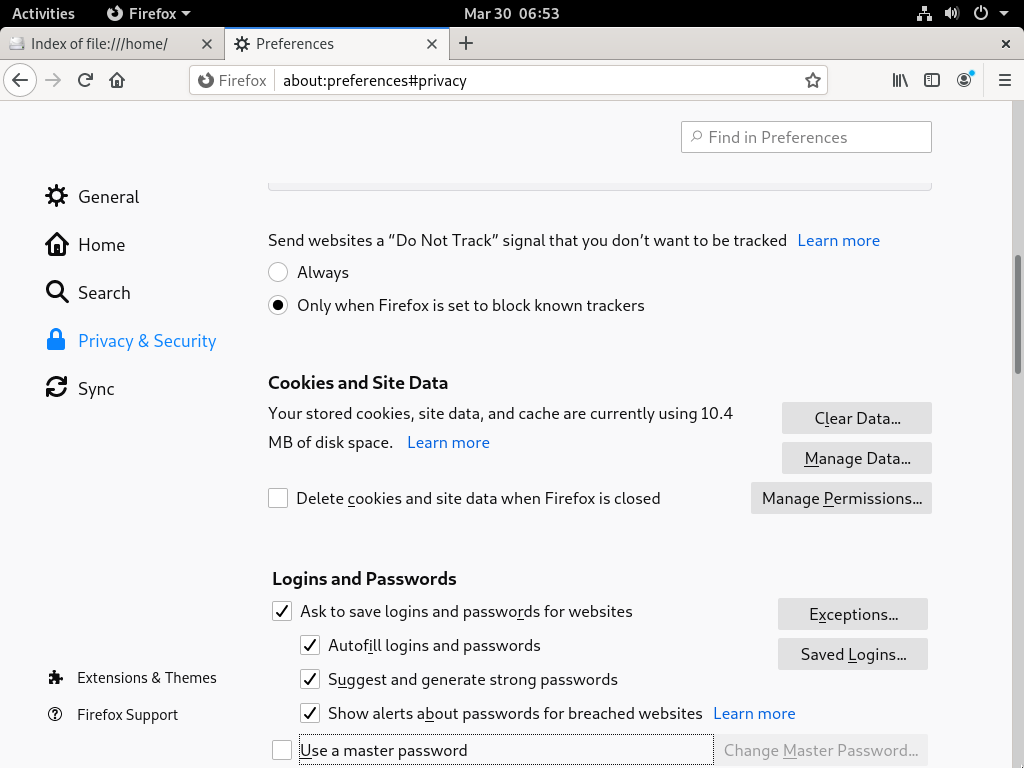 Activities Firefox Mar 30 06:53
Index of file:///home/ Preferences
Firefox about:preferences#privacy
Find in Preferences
General
Home
Search
Privacy & Security
Sync
Extensions & Themes
Firefox Support
Send websites a “Do Not Track” signal that you don’t want to be tracked Learn more
Always
Only when Firefox is set to block known trackers
Cookies and Site Data
Your stored cookies, site data, and cache are currently using 10.4
MB of disk space. Learn more
Clear Data...
Manage Data...
Delete cookies and site data when Firefox is closed
Manage Permissions...
Logins and Passwords
Ask to save logins and passwords for websites
Exceptions...
Autofill logins and passwords
Saved Logins...
Suggest and generate strong passwords
Show alerts about passwords for breached websites Learn more
Use a master password
Change Master Password...